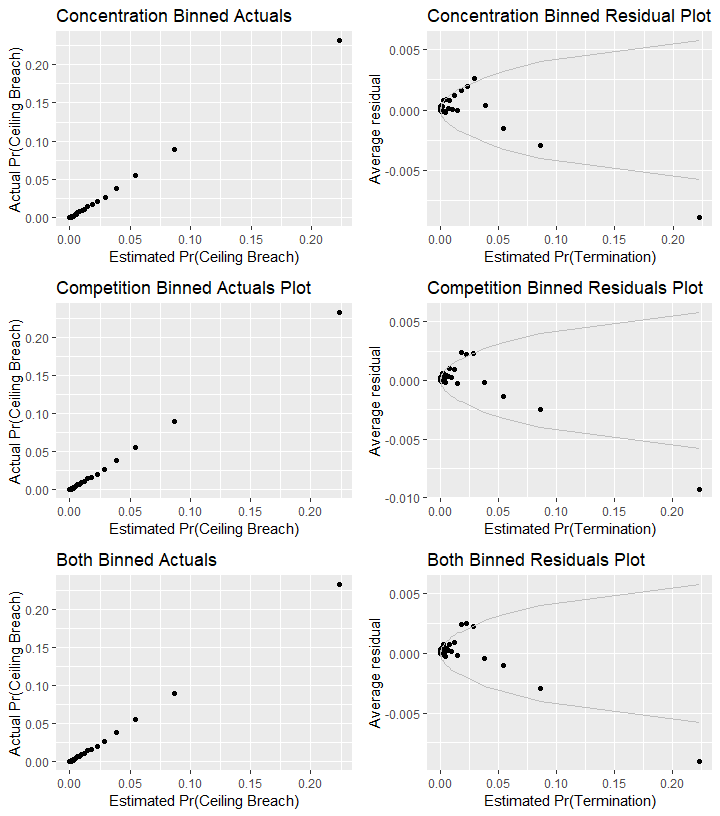 Concentration Binned Actuals
Actual Pr(Ceiling Breach)
0.20
0.15
0.10
0.05
0.00
0.00 0.05 0.10 0.15 0.20
Estimated Pr(Ceiling Breach)
Concentration Binned Residual Plot
Average residual
0.005
0.000
-0.005
0.00 0.05 0.10 0.15 0.20
Estimated Pr(Termination)
Competition Binned Actuals Plot
Actual Pr(Ceiling Breach)
0.20
0.15
0.10
0.05
0.00
0.00 0.05 0.10 0.15 0.20
Estimated Pr(Ceiling Breach)
Competition Binned Residuals Plot
Average residual
0.005
0.000
-0.005
-0.010
0.00 0.05 0.10 0.15 0.20
Estimated Pr(Termination)
Both Binned Actuals
Actual Pr(Ceiling Breach)
0.20
0.15
0.10
0.05
0.00
0.00 0.05 0.10 0.15 0.20
Estimated Pr(Ceiling Breach)
Both Binned Residuals Plot
Average residual
0.005
0.000
-0.005
0.00 0.05 0.10 0.15 0.20
Estimated Pr(Termination)